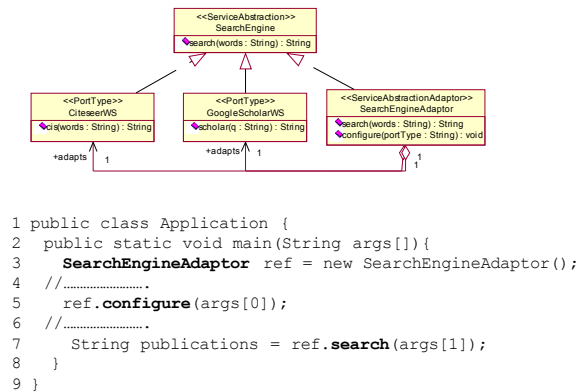 <<ServiceAbstraction>>
SearchEngine
search(words : String) : String
<<PortType>>
CiteseerWS
cis(words : String) : String
<<PortType>>
GoogleScholarWS
scholar(q : String) : String
<<ServiceAbstractionAdaptor>>
SearchEngineAdaptor
search(words : String) : String
configure(portType : String) : void
+adapts 1
+adapts 1
1
1
1 public class Application {
2 public static void main(String args[]){
3 SearchEngineAdaptor ref = new SearchEngineAdaptor();
4 //…………………….
5 ref.configure(args[0]);
6 //…………………….
7 String publications = ref.search(args[1]);
8 }
9 }